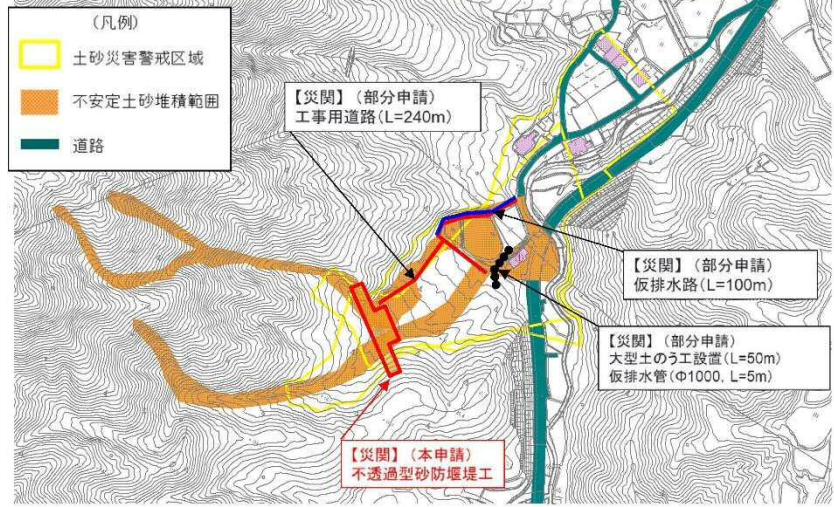 (凡例)
土砂災害警戒区域
不安定土砂堆積範囲
道路
【災関】(部分申請)
工事用道路(L=240m)
【災関】(部分申請)
仮排水路(L=100m)
【災関】(部分申請)
大型土のう工設置(L=50m)
仮排水管(Φ1000, L=5m)
【災関】(本申請)
不透過型砂防堰堤工